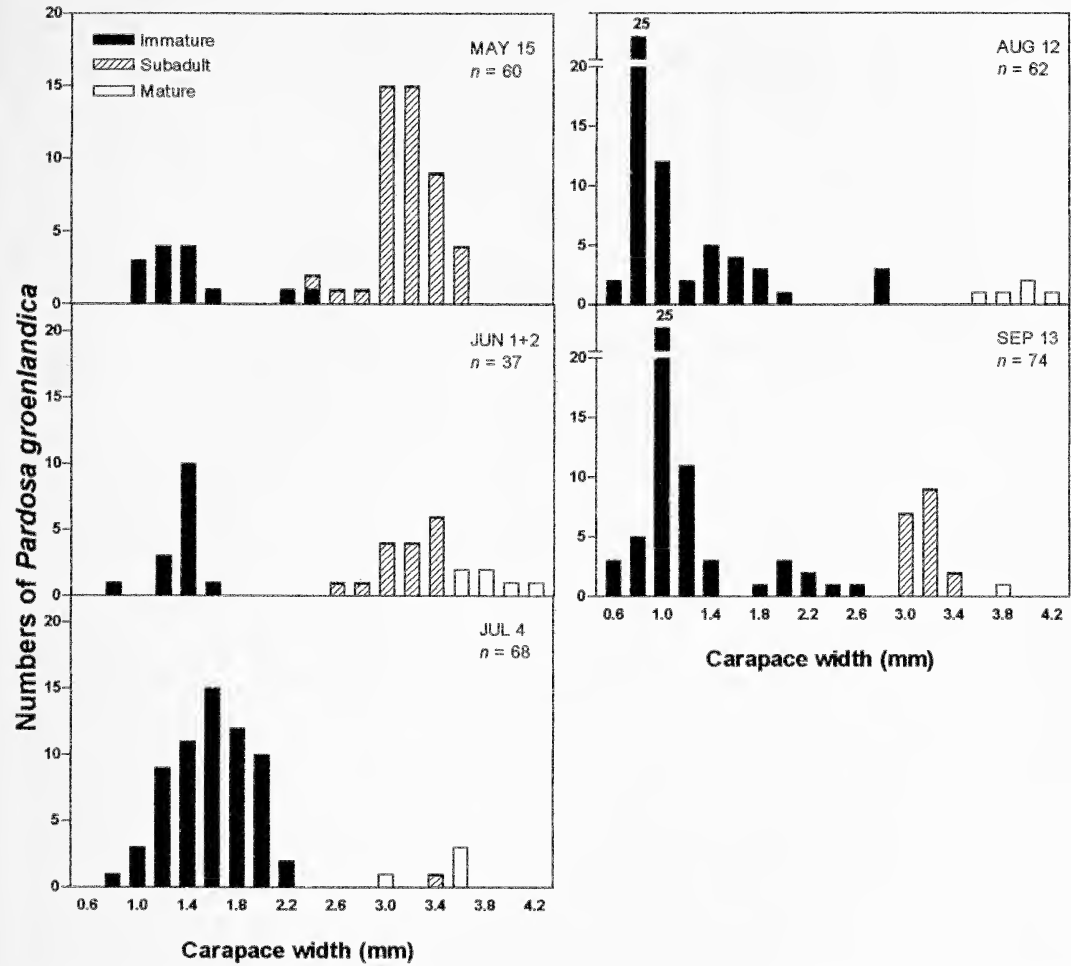 Numbers of Pardosa groenlandica
20
15
10
5
0
Immature
Subadult
Mature
MAY 15
n = 60
20
15
10
5
0
JUN 1+2
n = 37
20
15
10
5
0
JUL 4
n = 68
0.6 1.0 1.4 1.8 2.2 2.6 3.0 3.4 3.8 4.2
Carapace width (mm)
25
20
15
10
5
0
AUG 12
n = 62
25
20
15
10
5
0
SEP 13
n = 74
0.6 1.0 1.4 1.8 2.2 2.6 3.0 3.4 3.8 4.2
Carapace width (mm)